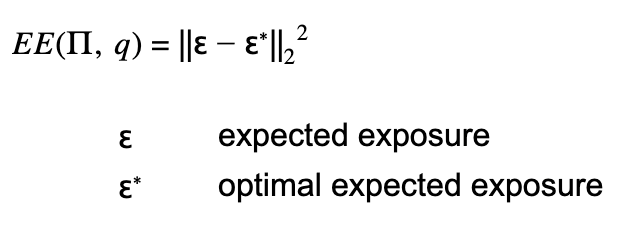 EE(Π, q) = ||ε − ε*||₂²
ε expected exposure
ε* optimal expected exposure